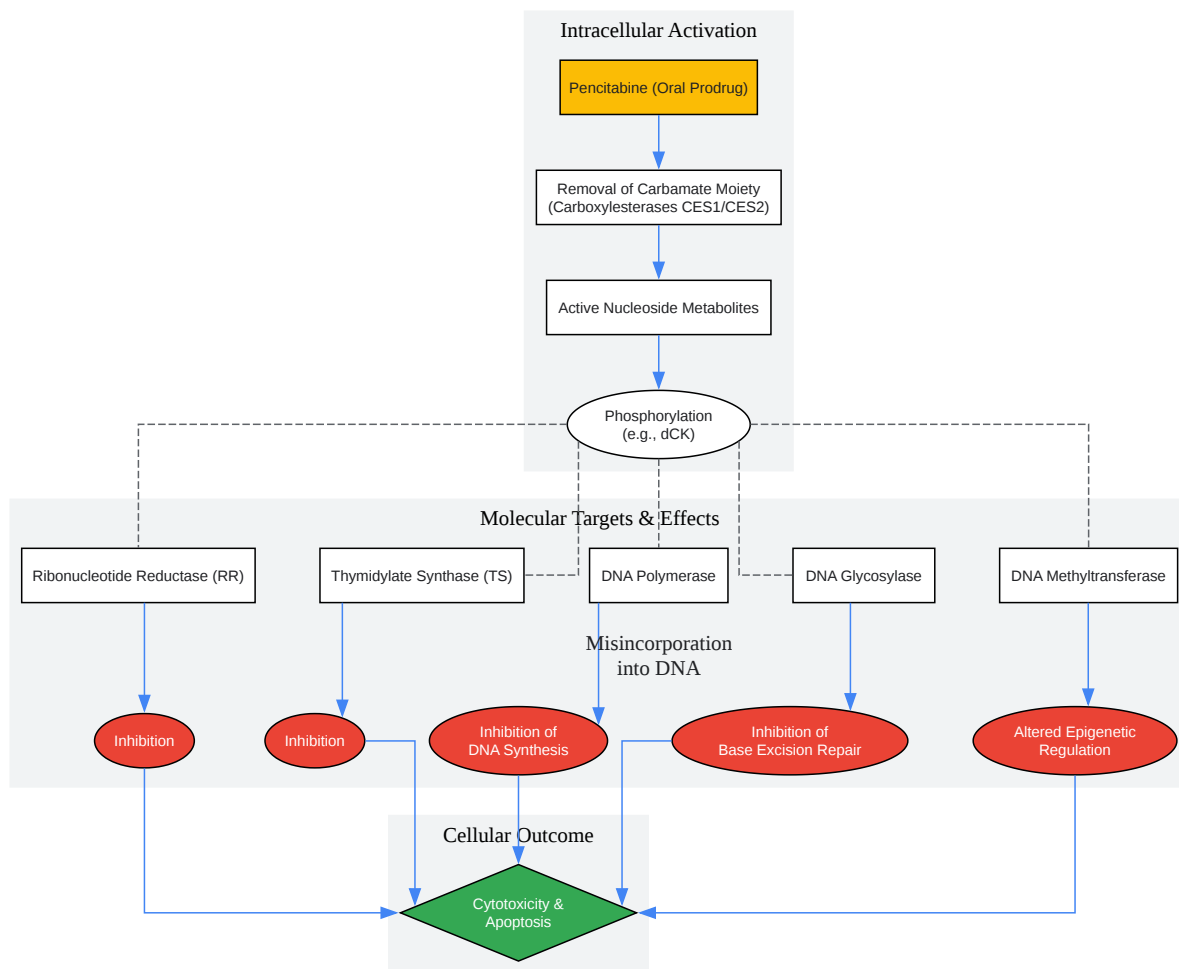 Intracellular Activation
Pencitabine (Oral Prodrug)
Removal of Carbamate Moiety
(Carboxylesterases CES1/CES2)
Active Nucleoside Metabolites
Phosphorylation
(e.g., dCK)
Molecular Targets & Effects
Ribonucleotide Reductase (RR)
Thymidylate Synthase (TS)
DNA Polymerase
DNA Glycosylase
DNA Methyltransferase
Misincorporation
into DNA
Inhibition
Inhibition
Inhibition of
DNA Synthesis
Inhibition of
Base Excision Repair
Altered Epigenetic
Regulation
Cellular Outcome
Cytotoxicity &
Apoptosis